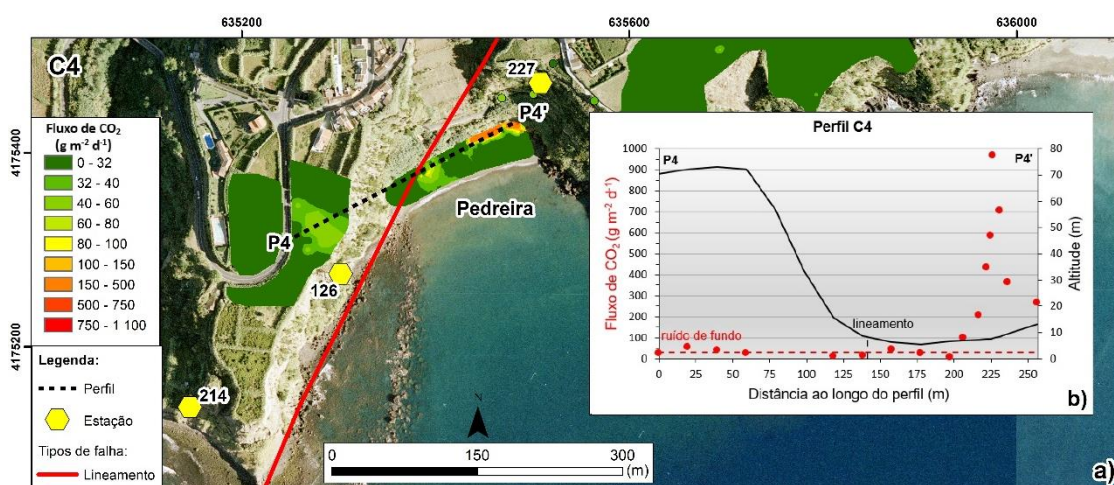 635200
635600
636000
C4
227
P4'
Fluxo de CO₂
(g m⁻² d⁻¹)
0 - 32
32 - 40
40 - 60
60 - 80
80 - 100
100 - 150
150 - 500
500 - 750
750 - 1 100
4175400
4175200
Pedreira
P4
126
214
Legenda:
Perfil
Estação
Tipos de falha:
Lineamento
N
0
150
300
(m)
Perfil C4
P4
P4'
1000
900
800
700
600
500
400
300
200
100
0
80
70
60
50
40
30
20
10
0
Fluxo de CO₂ (g m⁻² d⁻¹)
Altitude (m)
lineamento
ruído de fundo
0 25 50 75 100 125 150 175 200 225 250
Distância ao longo do perfil (m)
b)
a)